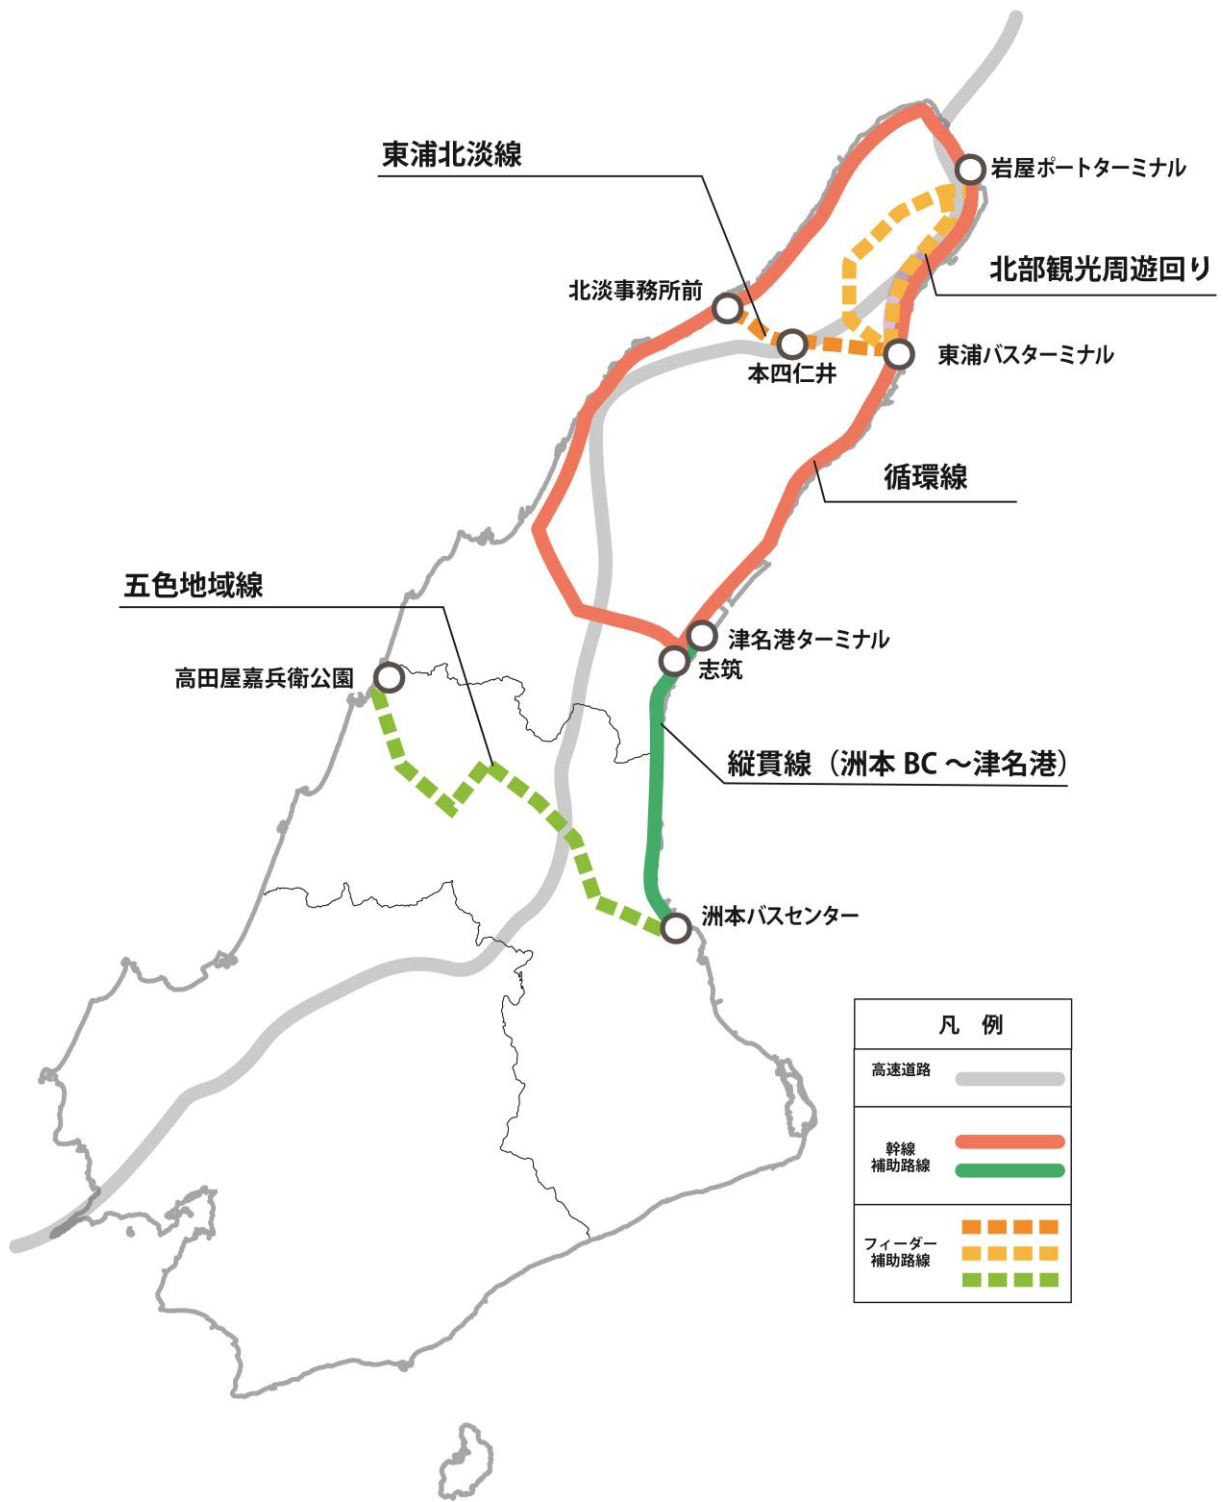 東浦北淡線
岩屋ポートターミナル
北部観光周遊回り
北淡事務所前
東浦バスターミナル
本四仁井
循環線
五色地域線
津名港ターミナル
志筑
高田屋嘉兵衛公園
縦貫線（洲本 BC ～津名港）
洲本バスセンター
凡　例
高速道路
幹線
補助路線
フィーダー
補助路線